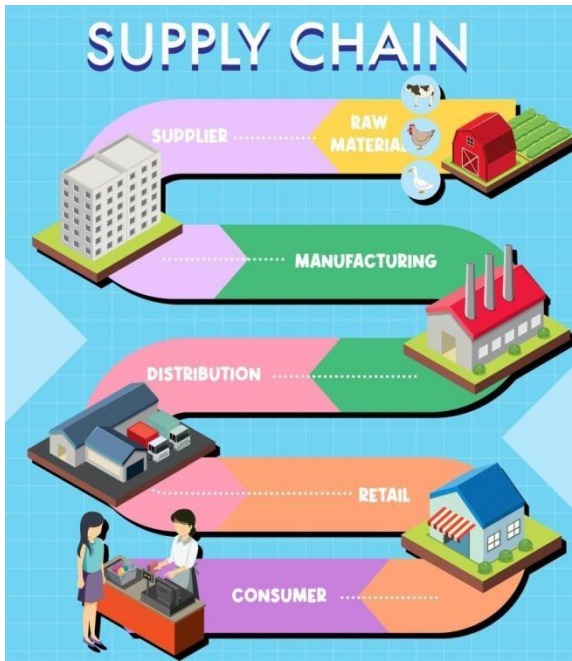 SUPPLY CHAIN
SUPPLIER
RAW
MATERIAL
MANUFACTURING
DISTRIBUTION
RETAIL
CONSUMER